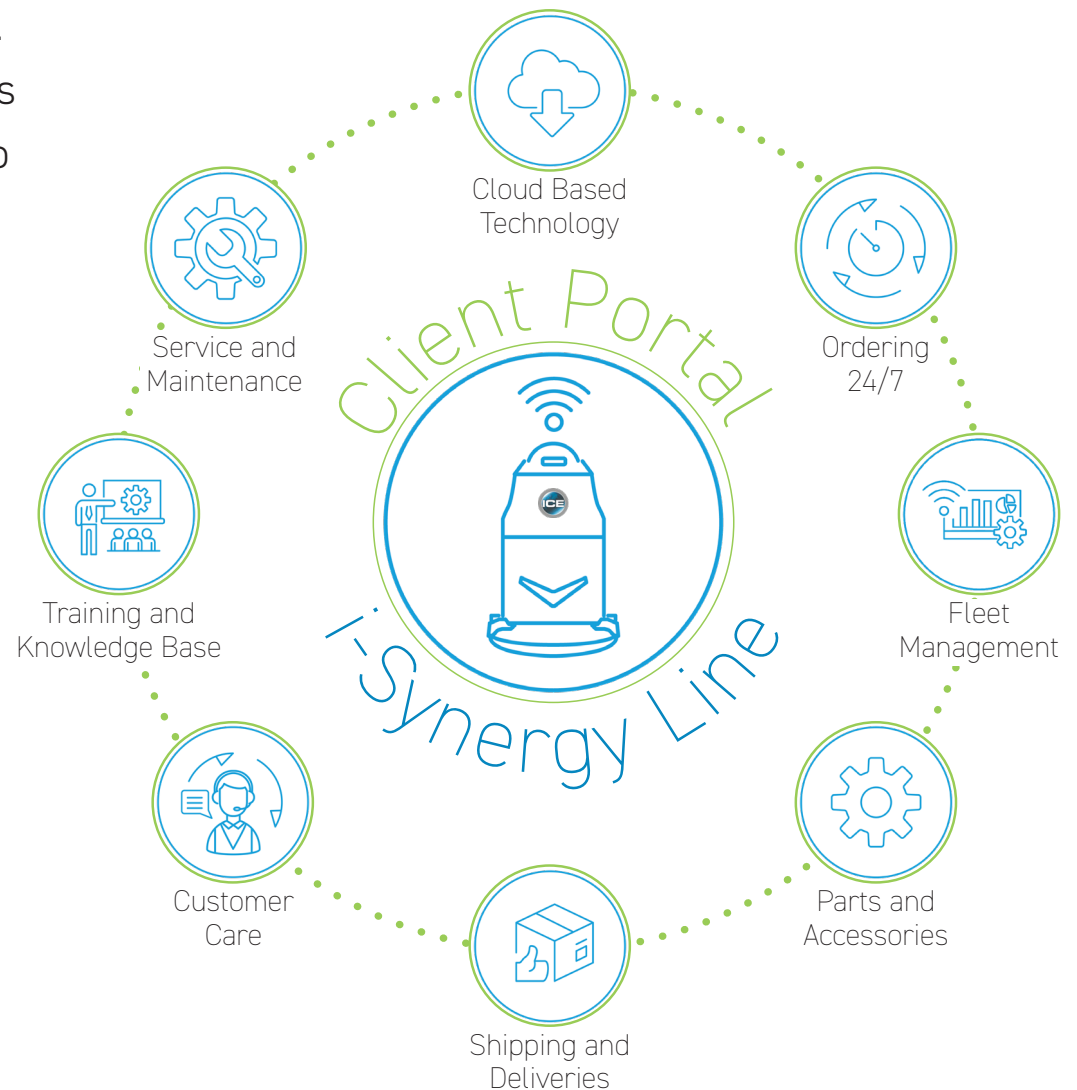 Cloud Based
Technology
Service and
Maintenance
Ordering
24/7
Client Portal
ICE
i-Synergy Line
Training and
Knowledge Base
Fleet
Management
Customer
Care
Parts and
Accessories
Shipping and
Deliveries